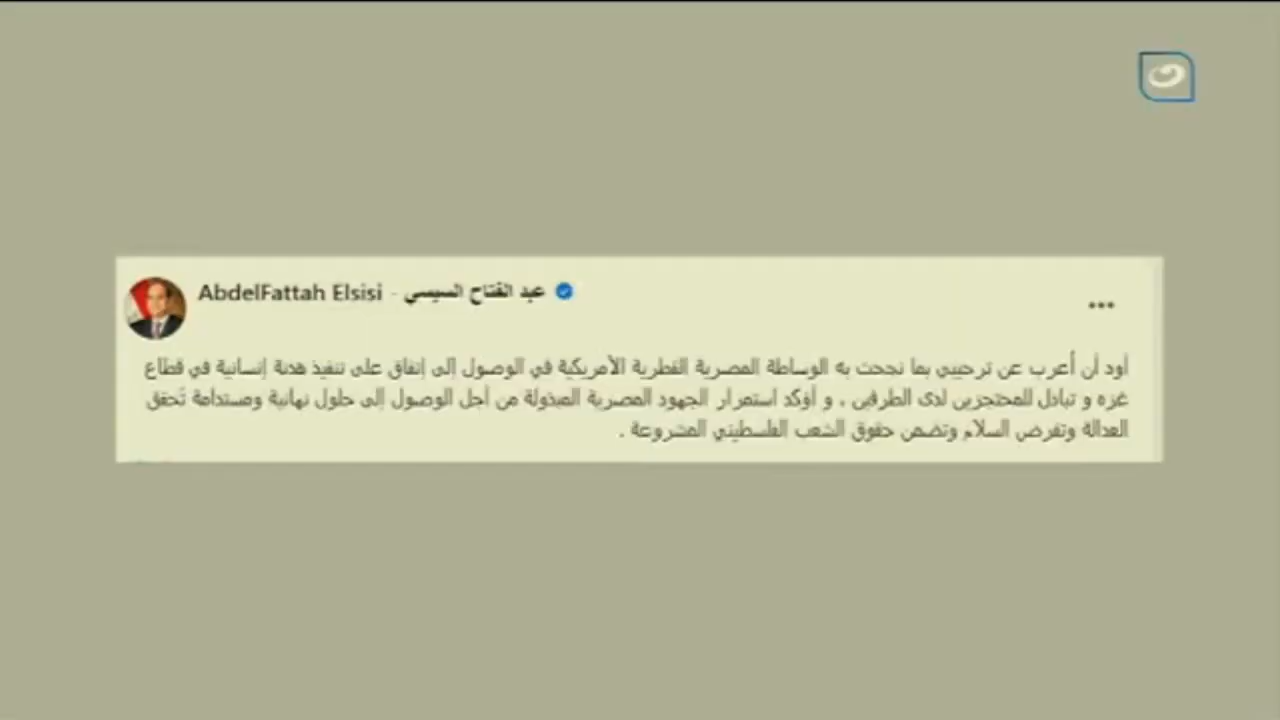 AbdelFattah Elsisi - عبد الفتاح السيسي
أود أن أعرب عن ترحيبي بما نجحت به الوساطة المصرية القطرية الأمريكية في الوصول إلى إتفاق على تنفيذ هدنة إنسانية في قطاع
غزه و تبادل للمحتجزين لدى الطرفين . و أؤكد استمرار الجهود المصرية المبذولة من أجل الوصول إلى حلول نهائية ومستدامة تُحقق
العدالة وتفرض السلام وتضمن حقوق الشعب الفلسطيني المشروعة .